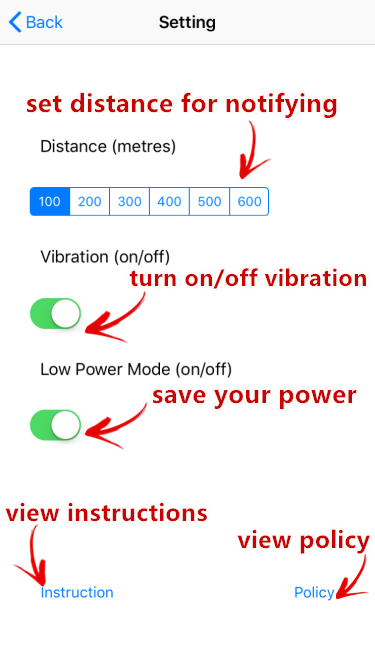 Back Setting
set distance for notifying
Distance (metres)
100 200 300 400 500 600
Vibration (on/off)
turn on/off vibration
Low Power Mode (on/off)
save your power
view instructions
view policy
Instruction Policy